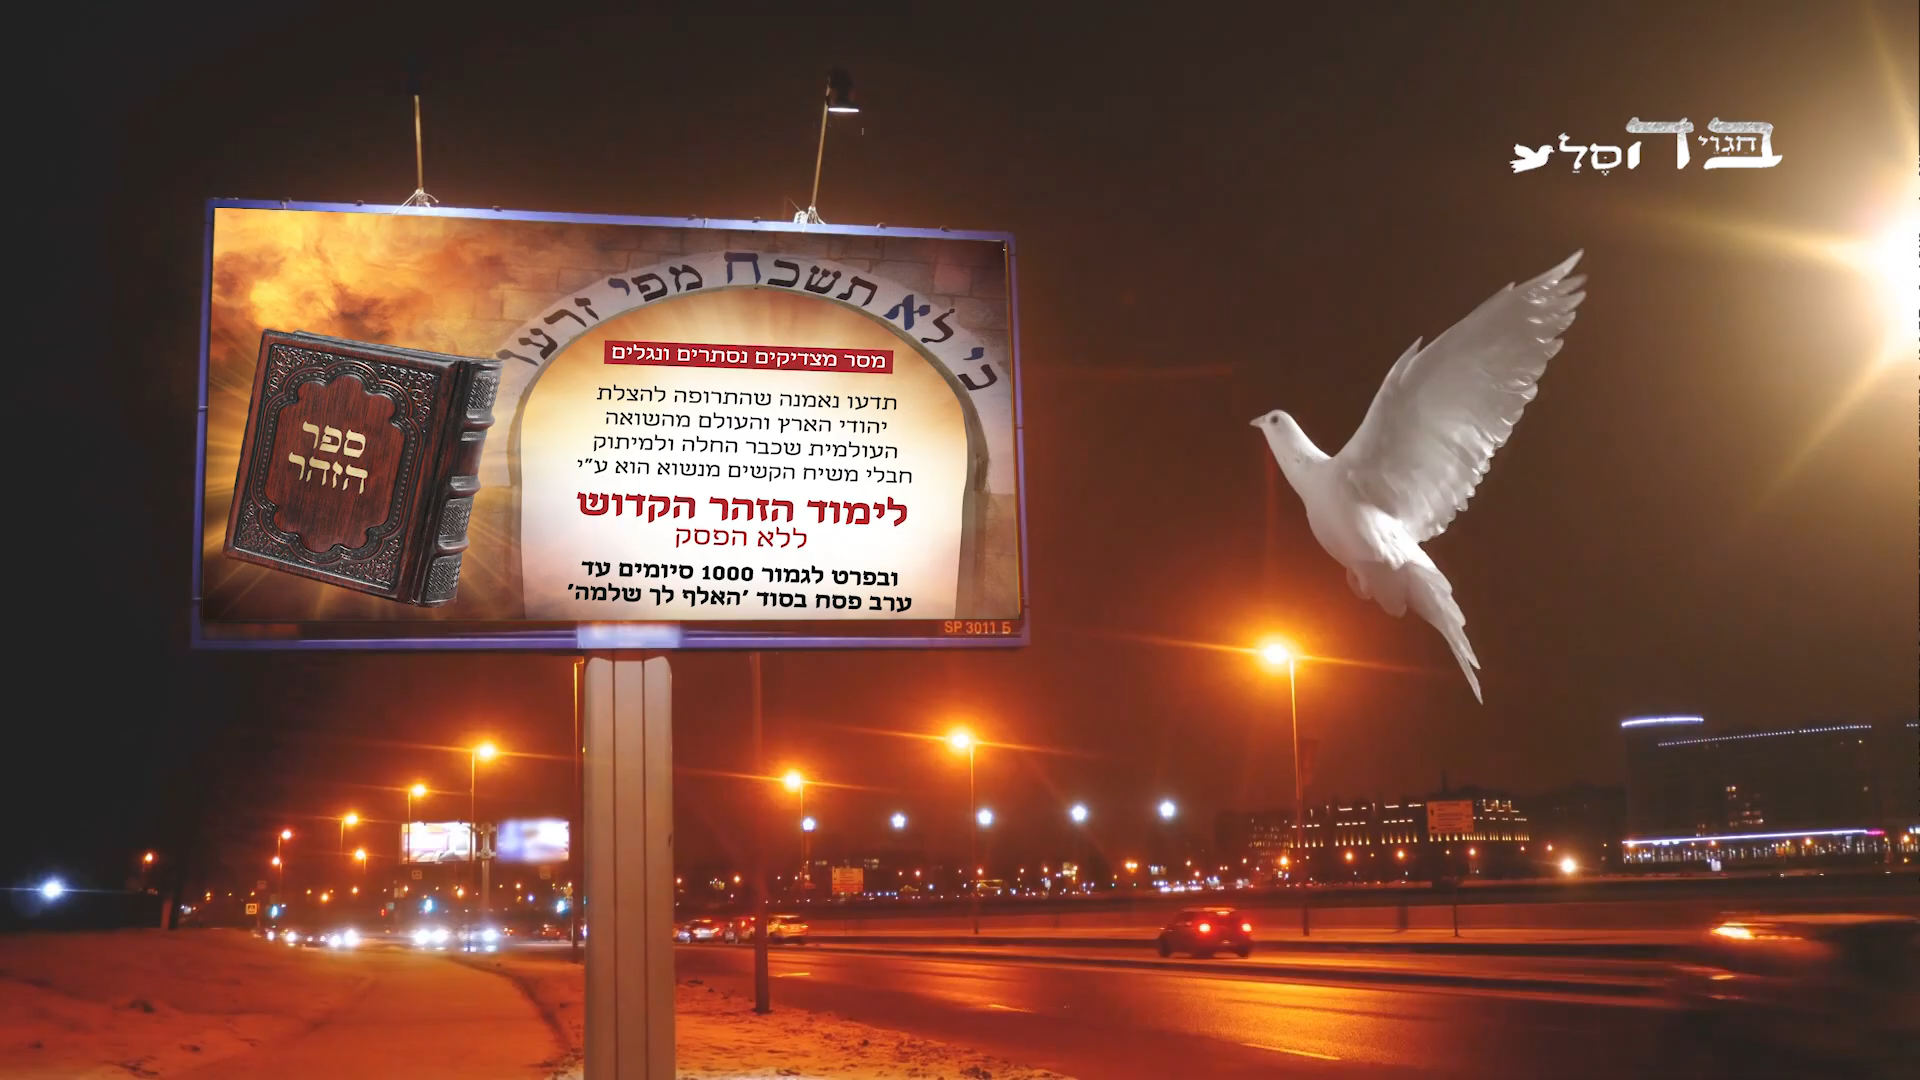 בה
חגוי
סלע
כי לא תשכח מפי זרעו
מסר מצדיקים נסתרים ונגלים
תדעו נאמנה שהתרופה להצלת
יהודי הארץ והעולם מהשואה
העולמית שכבר החלה ולמיתוק
חבלי משיח הקשים מנשוא הוא ע"י
לימוד הזהר הקדוש
ללא הפסק
ובפרט לגמור 1000 סיומים עד
ערב פסח בסוד 'האלף לך שלמה'
ספר
הזהר
SP 3011 Б